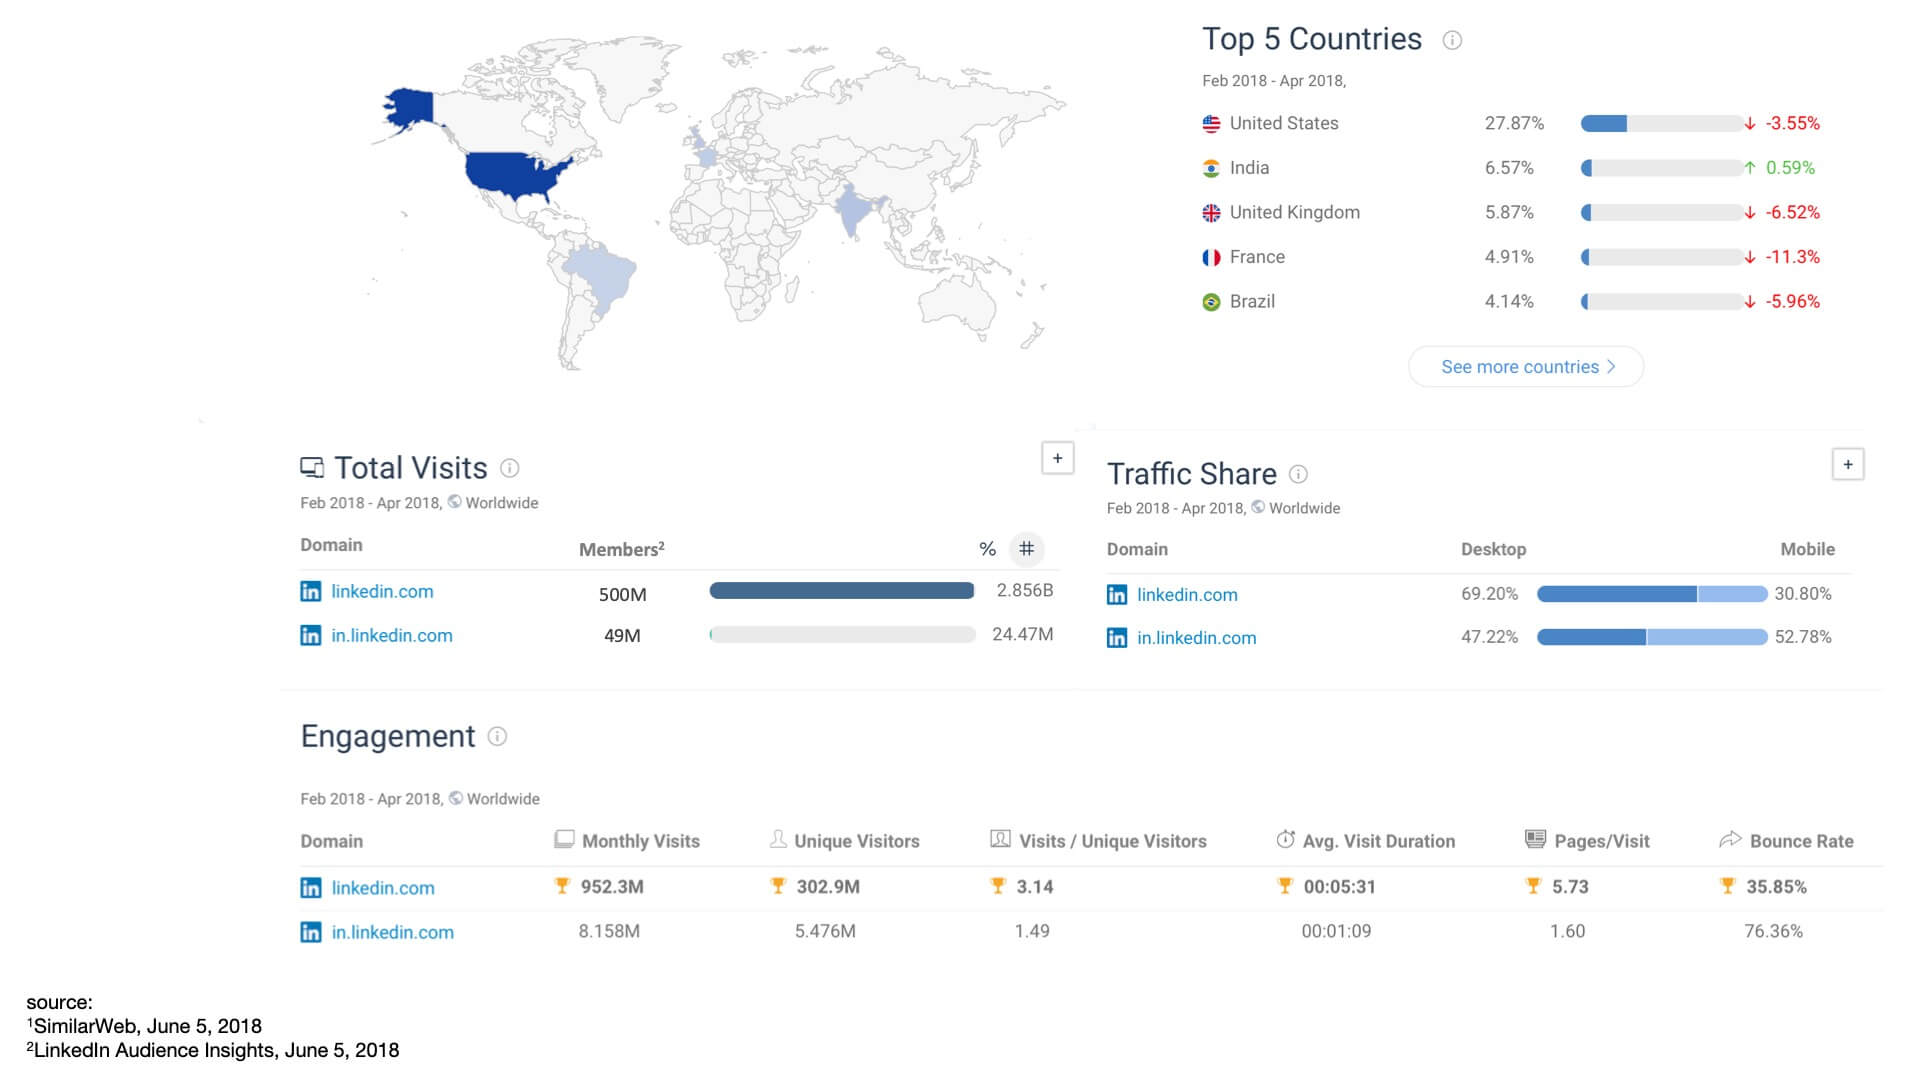 Top 5 Countries
Feb 2018 - Apr 2018,
United States 27.87% -3.55%
India 6.57% 0.59%
United Kingdom 5.87% -6.52%
France 4.91% -11.3%
Brazil 4.14% -5.96%
See more countries
Total Visits
Feb 2018 - Apr 2018, Worldwide
Domain Members² % #
linkedin.com 500M 2.856B
in.linkedin.com 49M 24.47M
Traffic Share
Feb 2018 - Apr 2018, Worldwide
Domain Desktop Mobile
linkedin.com 69.20% 30.80%
in.linkedin.com 47.22% 52.78%
Engagement
Feb 2018 - Apr 2018, Worldwide
Domain Monthly Visits Unique Visitors Visits / Unique Visitors Avg. Visit Duration Pages/Visit Bounce Rate
linkedin.com 952.3M 302.9M 3.14 00:05:31 5.73 35.85%
in.linkedin.com 8.158M 5.476M 1.49 00:01:09 1.60 76.36%
source:
¹SimilarWeb, June 5, 2018
²LinkedIn Audience Insights, June 5, 2018